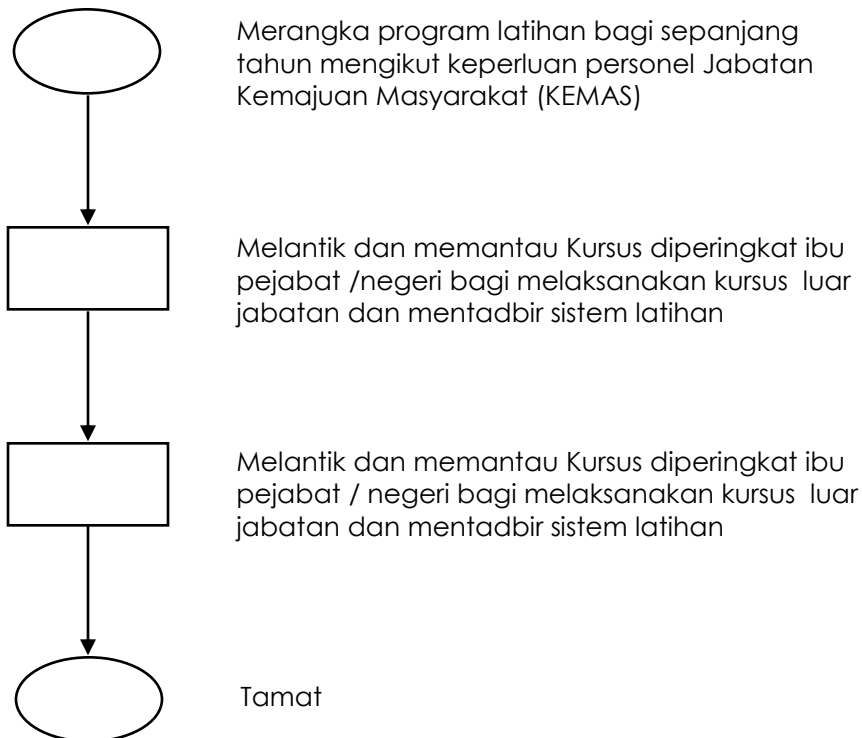 Merangka program latihan bagi sepanjang
tahun mengikut keperluan personel Jabatan
Kemajuan Masyarakat (KEMAS)
Melantik dan memantau Kursus diperingkat ibu
pejabat /negeri bagi melaksanakan kursus luar
jabatan dan mentadbir sistem latihan
Melantik dan memantau Kursus diperingkat ibu
pejabat / negeri bagi melaksanakan kursus luar
jabatan dan mentadbir sistem latihan
Tamat